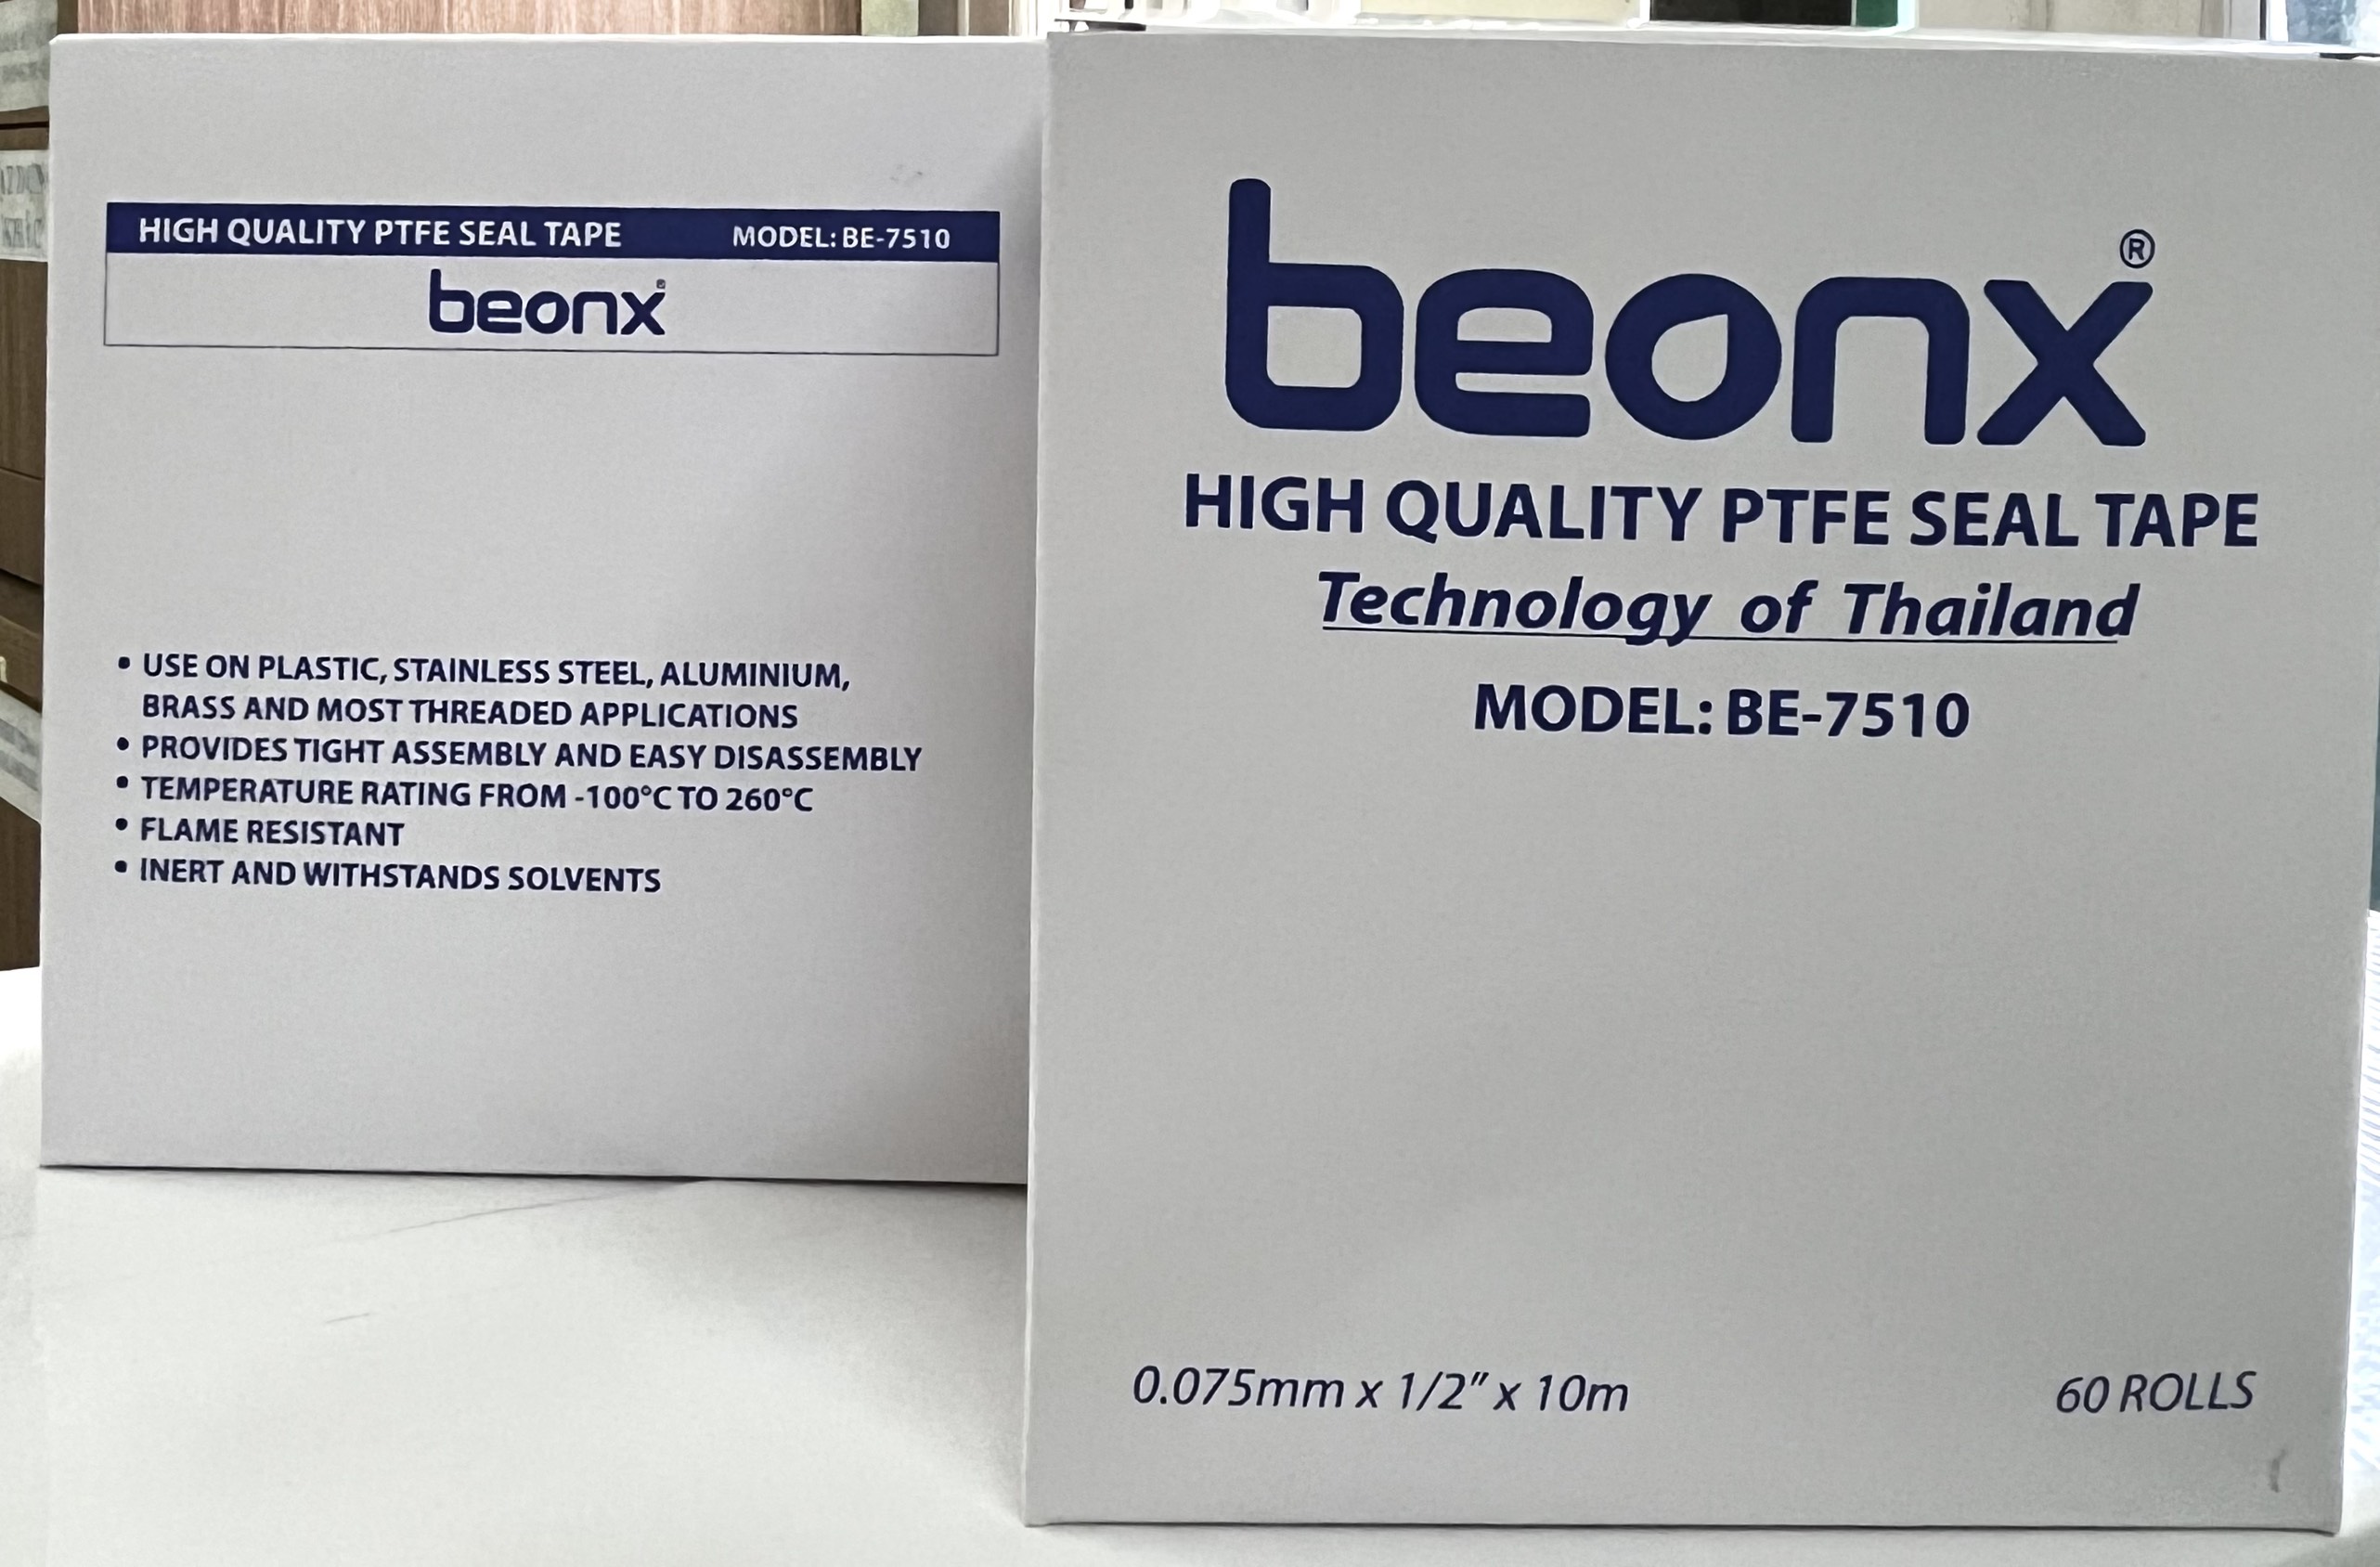 HIGH QUALITY PTFE SEAL TAPE MODEL: BE-7510
beonx®
• USE ON PLASTIC, STAINLESS STEEL, ALUMINIUM,
BRASS AND MOST THREADED APPLICATIONS
• PROVIDES TIGHT ASSEMBLY AND EASY DISASSEMBLY
• TEMPERATURE RATING FROM -100°C TO 260°C
• FLAME RESISTANT
• INERT AND WITHSTANDS SOLVENTS
beonx®
HIGH QUALITY PTFE SEAL TAPE
Technology of Thailand
MODEL: BE-7510
0.075mm x 1/2" x 10m 60 ROLLS